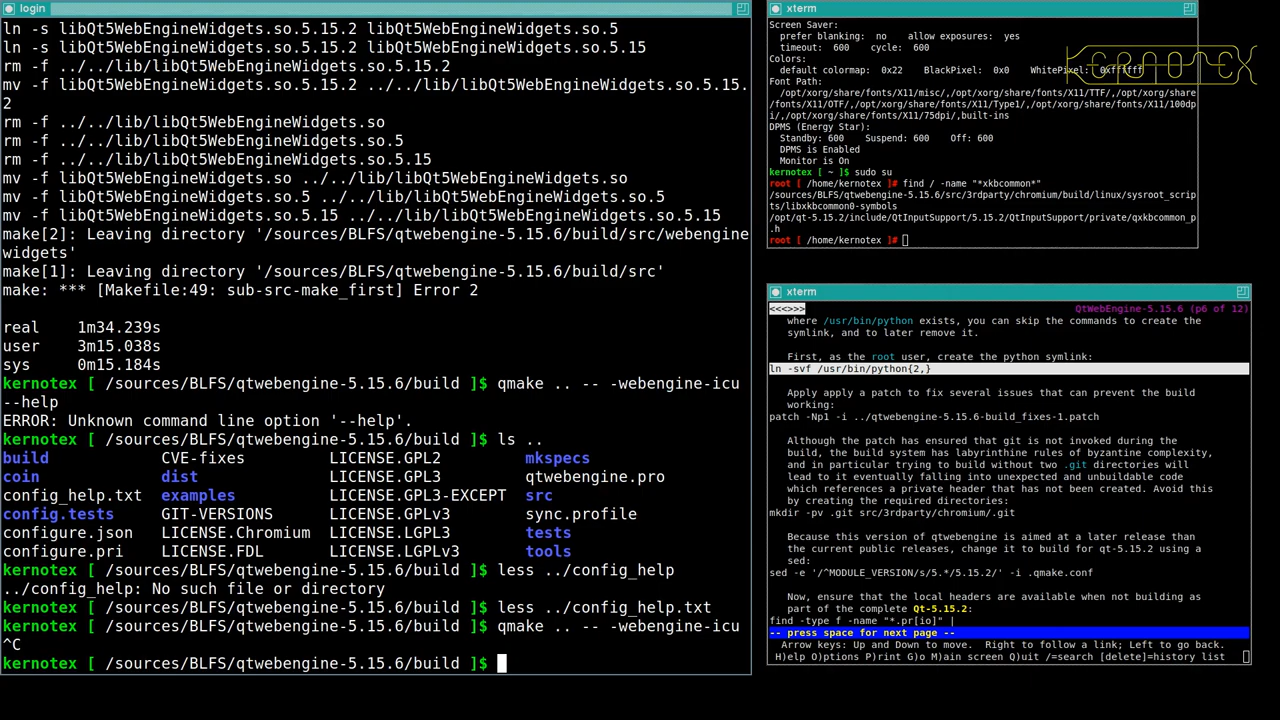 login
ln -s libQt5WebEngineWidgets.so.5.15.2 libQt5WebEngineWidgets.so.5
ln -s libQt5WebEngineWidgets.so.5.15.2 libQt5WebEngineWidgets.so.5.15
rm -f ../../lib/libQt5WebEngineWidgets.so.5.15.2
mv -f libQt5WebEngineWidgets.so.5.15.2 ../../lib/libQt5WebEngineWidgets.so.5.15.
2
rm -f ../../lib/libQt5WebEngineWidgets.so
rm -f ../../lib/libQt5WebEngineWidgets.so.5
rm -f ../../lib/libQt5WebEngineWidgets.so.5.15
mv -f libQt5WebEngineWidgets.so ../../lib/libQt5WebEngineWidgets.so
mv -f libQt5WebEngineWidgets.so.5 ../../lib/libQt5WebEngineWidgets.so.5
mv -f libQt5WebEngineWidgets.so.5.15 ../../lib/libQt5WebEngineWidgets.so.5.15
make[2]: Leaving directory '/sources/BLFS/qtwebengine-5.15.6/build/src/webengine
widgets'
make[1]: Leaving directory '/sources/BLFS/qtwebengine-5.15.6/build/src'
make: *** [Makefile:49: sub-src-make_first] Error 2
real 1m34.239s
user 3m15.038s
sys 0m15.184s
kernotex [ /sources/BLFS/qtwebengine-5.15.6/build ]$ qmake .. -- -webengine-icu
--help
ERROR: Unknown command line option '--help'.
kernotex [ /sources/BLFS/qtwebengine-5.15.6/build ]$ ls ..
build CVE-fixes LICENSE.GPL2 mkspecs
coin dist LICENSE.GPL3 qtwebengine.pro
config_help.txt examples LICENSE.GPL3-EXCEPT src
config.tests GIT-VERSIONS LICENSE.GPLv3 sync.profile
configure.json LICENSE.Chromium LICENSE.LGPL3 tests
configure.pri LICENSE.FDL LICENSE.LGPLv3 tools
kernotex [ /sources/BLFS/qtwebengine-5.15.6/build ]$ less ../config_help
../config_help: No such file or directory
kernotex [ /sources/BLFS/qtwebengine-5.15.6/build ]$ less ../config_help.txt
kernotex [ /sources/BLFS/qtwebengine-5.15.6/build ]$ qmake .. -- -webengine-icu
^C
kernotex [ /sources/BLFS/qtwebengine-5.15.6/build ]$
xterm
Screen Saver:
prefer blanking: no allow exposures: yes
timeout: 600 cycle: 600
Colors:
default colormap: 0x22 BlackPixel: 0x0 WhitePixel: 0xffffff
KERNOTEX
Font Path:
/opt/xorg/share/fonts/X11/misc/,/opt/xorg/share/fonts/X11/TTF/,/opt/xorg/share
/fonts/X11/OTF/,/opt/xorg/share/fonts/X11/Type1/,/opt/xorg/share/fonts/X11/100dp
i/,/opt/xorg/share/fonts/X11/75dpi/,built-ins
DPMS (Energy Star):
Standby: 600 Suspend: 600 Off: 600
DPMS is Enabled
Monitor is On
kernotex [ ~ ]$ sudo su
root [ /home/kernotex ]# find / -name "*xkbcommon*"
/sources/BLFS/qtwebengine-5.15.6/src/3rdparty/chromium/build/linux/sysroot_scrip
ts/libxkbcommon0-symbols
/opt/qt-5.15.2/include/QtInputSupport/5.15.2/QtInputSupport/private/qxkbcommon_p
.h
root [ /home/kernotex ]#
xterm
<<<>>> QtWebEngine-5.15.6 (p6 of 12)
where /usr/bin/python exists, you can skip the commands to create the
symlink, and to later remove it.
First, as the root user, create the python symlink:
ln -svf /usr/bin/python{2,}
Apply apply a patch to fix several issues that can prevent the build
working:
patch -Np1 -i ../qtwebengine-5.15.6-build_fixes-1.patch
Although the patch has ensured that git is not invoked during the
build, the build system has labyrinthine rules of byzantine complexity,
and in particular trying to build without two .git directories will
lead to it eventually falling into unexpected and unbuildable code
which references a private header that has not been created. Avoid this
by creating the required directories:
mkdir -pv .git src/3rdparty/chromium/.git
Because this version of qtwebengine is aimed at a later release than
the current public releases, change it to build for qt-5.15.2 using a
sed:
sed -e '/^MODULE_VERSION/s/5.*/5.15.2/' -i .qmake.conf
Now, ensure that the local headers are available when not building as
part of the complete Qt-5.15.2:
find -type f -name "*.pr[io]" |
-- press space for next page --
Arrow keys: Up and Down to move. Right to follow a link; Left to go back.
H)elp O)ptions P)rint G)o M)ain screen Q)uit /=search [delete]=history list